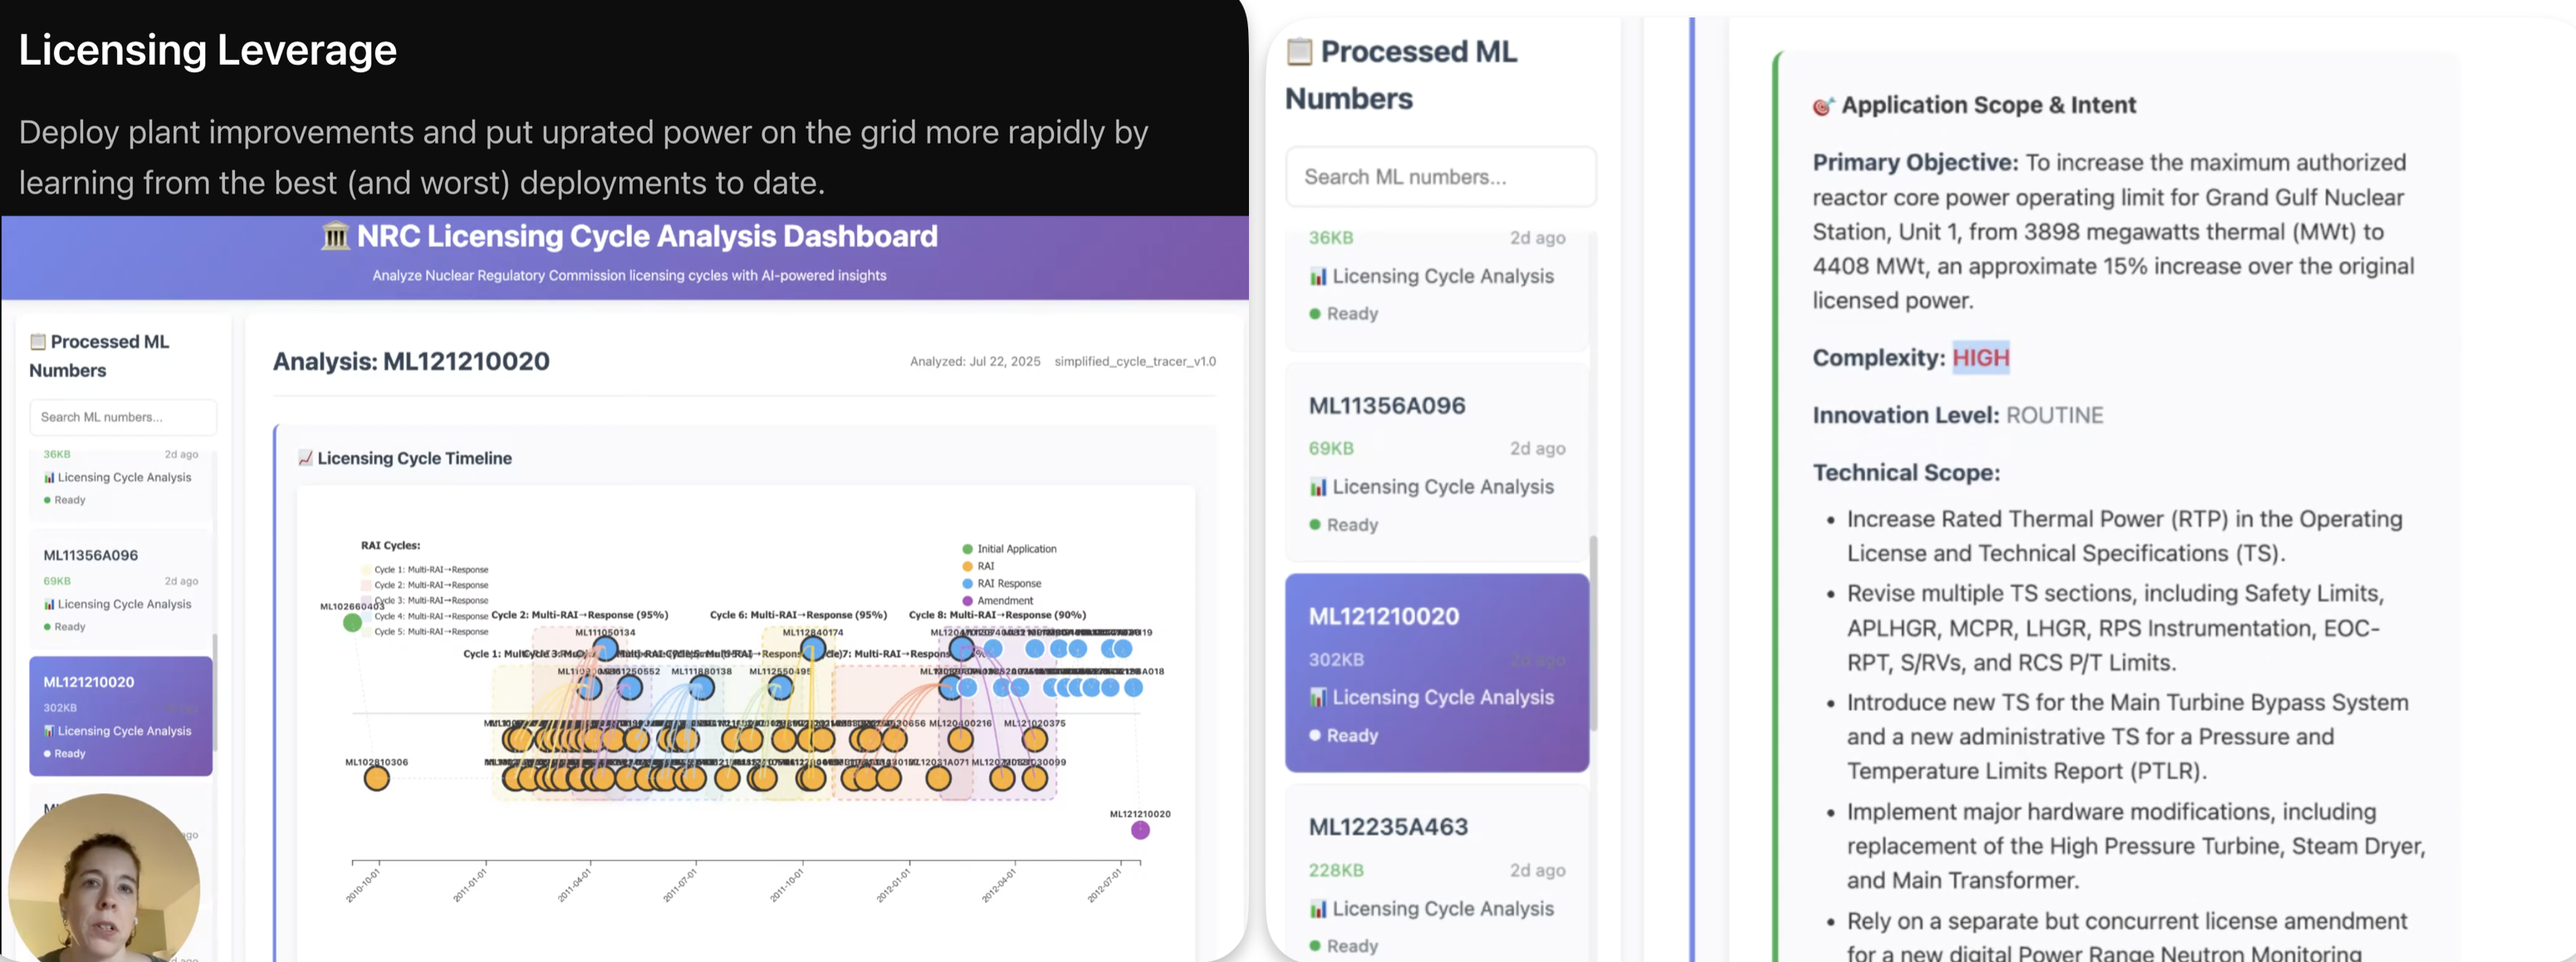 Licensing Leverage
Deploy plant improvements and put uprated power on the grid more rapidly by
learning from the best (and worst) deployments to date.
NRC Licensing Cycle Analysis Dashboard
Analyze Nuclear Regulatory Commission licensing cycles with AI-powered insights
Processed ML
Numbers
Search ML numbers...
36KB 2d ago
Licensing Cycle Analysis
Ready
ML11356A096
69KB 2d ago
Licensing Cycle Analysis
Ready
ML121210020
302KB
Licensing Cycle Analysis
Ready
Analysis: ML121210020
Analyzed: Jul 22, 2025 simplified_cycle_tracer_v1.0
Licensing Cycle Timeline
RAI Cycles:
Cycle 1: Multi-RAI→Response
Cycle 2: Multi-RAI→Response
Cycle 3: Multi-RAI→Response
Cycle 4: Multi-RAI→Response
Cycle 5: Multi-RAI→Response
Initial Application
RAI
RAI Response
Amendment
ML102660403
Cycle 2: Multi-RAI→Response (95%)
Cycle 6: Multi-RAI→Response (95%)
Cycle 8: Multi-RAI→Response (90%)
ML111050134
ML112840174
ML111880138
ML120400216
ML121020375
ML102810306
ML121210020
2010-10-01
2011-01-01
2011-04-01
2011-07-01
2011-10-01
2012-01-01
2012-04-01
2012-07-01
Processed ML
Numbers
Search ML numbers...
36KB 2d ago
Licensing Cycle Analysis
Ready
ML11356A096
69KB 2d ago
Licensing Cycle Analysis
Ready
ML121210020
302KB 2d ago
Licensing Cycle Analysis
Ready
ML12235A463
228KB 2d ago
Licensing Cycle Analysis
Ready
Application Scope & Intent
Primary Objective: To increase the maximum authorized
reactor core power operating limit for Grand Gulf Nuclear
Station, Unit 1, from 3898 megawatts thermal (MWt) to
4408 MWt, an approximate 15% increase over the original
licensed power.
Complexity: HIGH
Innovation Level: ROUTINE
Technical Scope:
• Increase Rated Thermal Power (RTP) in the Operating
License and Technical Specifications (TS).
• Revise multiple TS sections, including Safety Limits,
APLHGR, MCPR, LHGR, RPS Instrumentation, EOC-
RPT, S/RVs, and RCS P/T Limits.
• Introduce new TS for the Main Turbine Bypass System
and a new administrative TS for a Pressure and
Temperature Limits Report (PTLR).
• Implement major hardware modifications, including
replacement of the High Pressure Turbine, Steam Dryer,
and Main Transformer.
• Rely on a separate but concurrent license amendment
for a new digital Power Range Neutron Monitoring